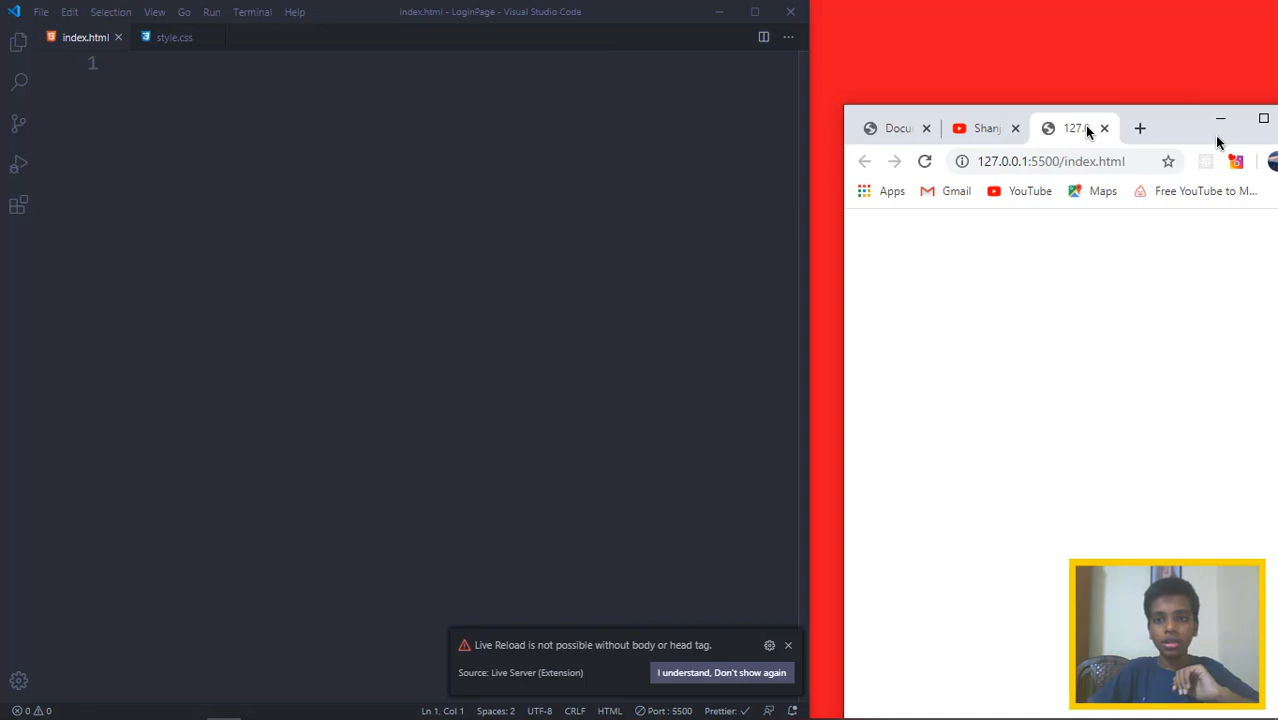 File Edit Selection View Go Run Terminal Help
index.html - LoginPage - Visual Studio Code
index.html
style.css
1
Docu
Shanj
127.0
127.0.0.1:5500/index.html
Apps
Gmail
YouTube
Maps
Free YouTube to M...
Live Reload is not possible without body or head tag.
Source: Live Server (Extension)
I understand, Don't show again
0 0
Ln 1, Col 1
Spaces: 2
UTF-8
CRLF
HTML
Port : 5500
Prettier: